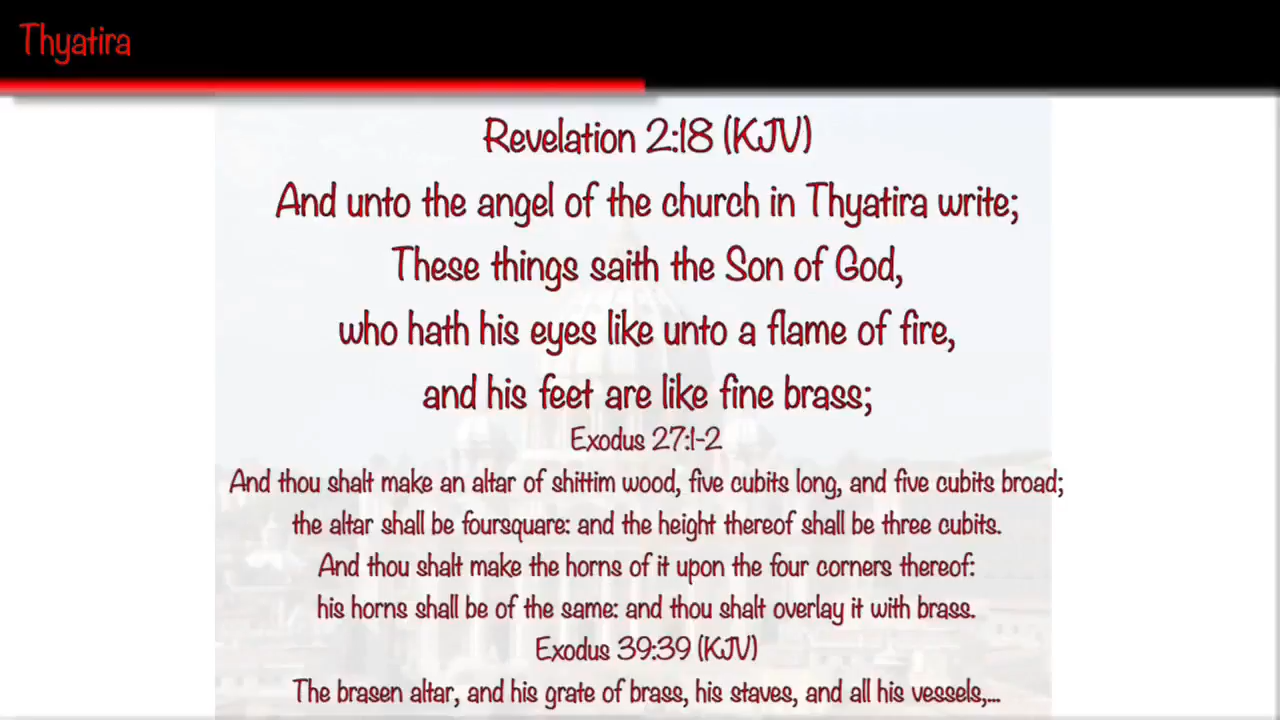 Thyatira
Revelation 2:18 (KJV)
And unto the angel of the church in Thyatira write;
These things saith the Son of God,
who hath his eyes like unto a flame of fire,
and his feet are like fine brass;
Exodus 27:1-2
And thou shalt make an altar of shittim wood, five cubits long, and five cubits broad;
the altar shall be foursquare: and the height thereof shall be three cubits.
And thou shalt make the horns of it upon the four corners thereof:
his horns shall be of the same: and thou shalt overlay it with brass.
Exodus 39:39 (KJV)
The brasen altar, and his grate of brass, his staves, and all his vessels,...